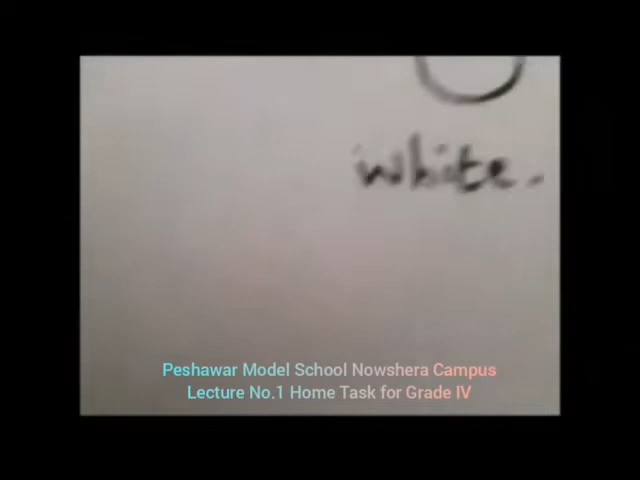 white.
Peshawar Model School Nowshera Campus
Lecture No.1 Home Task for Grade IV